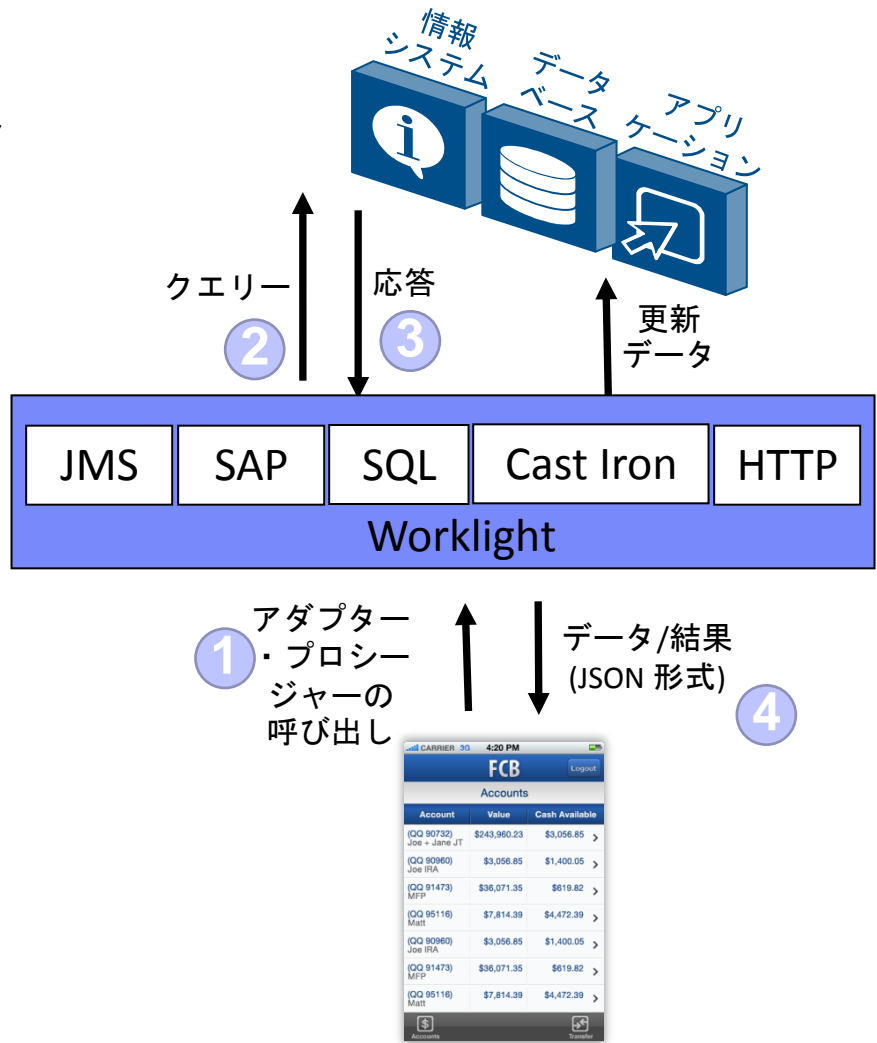 情報
システム
データ
ベース
アプリ
ケーション
クエリー
2
応答
3
更新
データ
JMS
SAP
SQL
Cast Iron
HTTP
Worklight
1
アダプター
・プロシー
ジャーの
呼び出し
データ/結果
(JSON 形式)
4
CARRIER 3G 4:20 PM
FCB
Logout
Accounts
Account Value Cash Available
(QQ 90732) $243,960.23 $3,056.85
Joe + Jane JT
(QQ 90960) $3,056.85 $1,400.05
Joe IRA
(QQ 91473) $36,071.35 $619.82
MFP
(QQ 95116) $7,814.39 $4,472.39
Matt
(QQ 90960) $3,056.85 $1,400.05
Joe IRA
(QQ 91473) $36,071.35 $619.82
MFP
(QQ 95116) $7,814.39 $4,472.39
Matt
Accounts Transfer